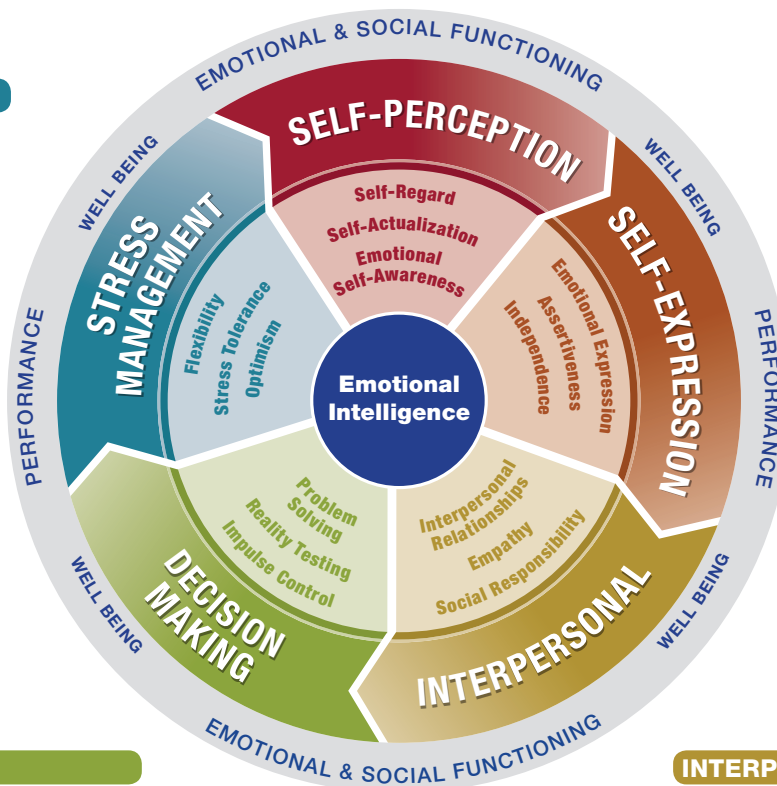 EMOTIONAL & SOCIAL FUNCTIONING
WELL BEING
WELL BEING
PERFORMANCE
PERFORMANCE
SELF-PERCEPTION
Self-Regard
Self-Actualization
Emotional
Self-Awareness
SELF-EXPRESSION
Emotional Expression
Assertiveness
Independence
STRESS
MANAGEMENT
Flexibility
Stress Tolerance
Optimism
Emotional
Intelligence
Interpersonal
Relationships
Empathy
Social Responsibility
INTERPERSONAL
Problem
Solving
Reality Testing
Impulse Control
DECISION
MAKING
WELL BEING
WELL BEING
EMOTIONAL & SOCIAL FUNCTIONING
INTERP